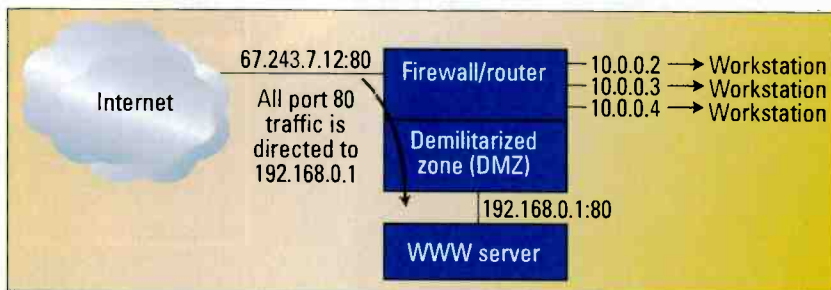 Internet
67.243.7.12:80
All port 80
traffic is
directed to
192.168.0.1
Firewall/router
10.0.0.2 → Workstation
10.0.0.3 → Workstation
10.0.0.4 → Workstation
Demilitarized
zone (DMZ)
192.168.0.1:80
WWW server